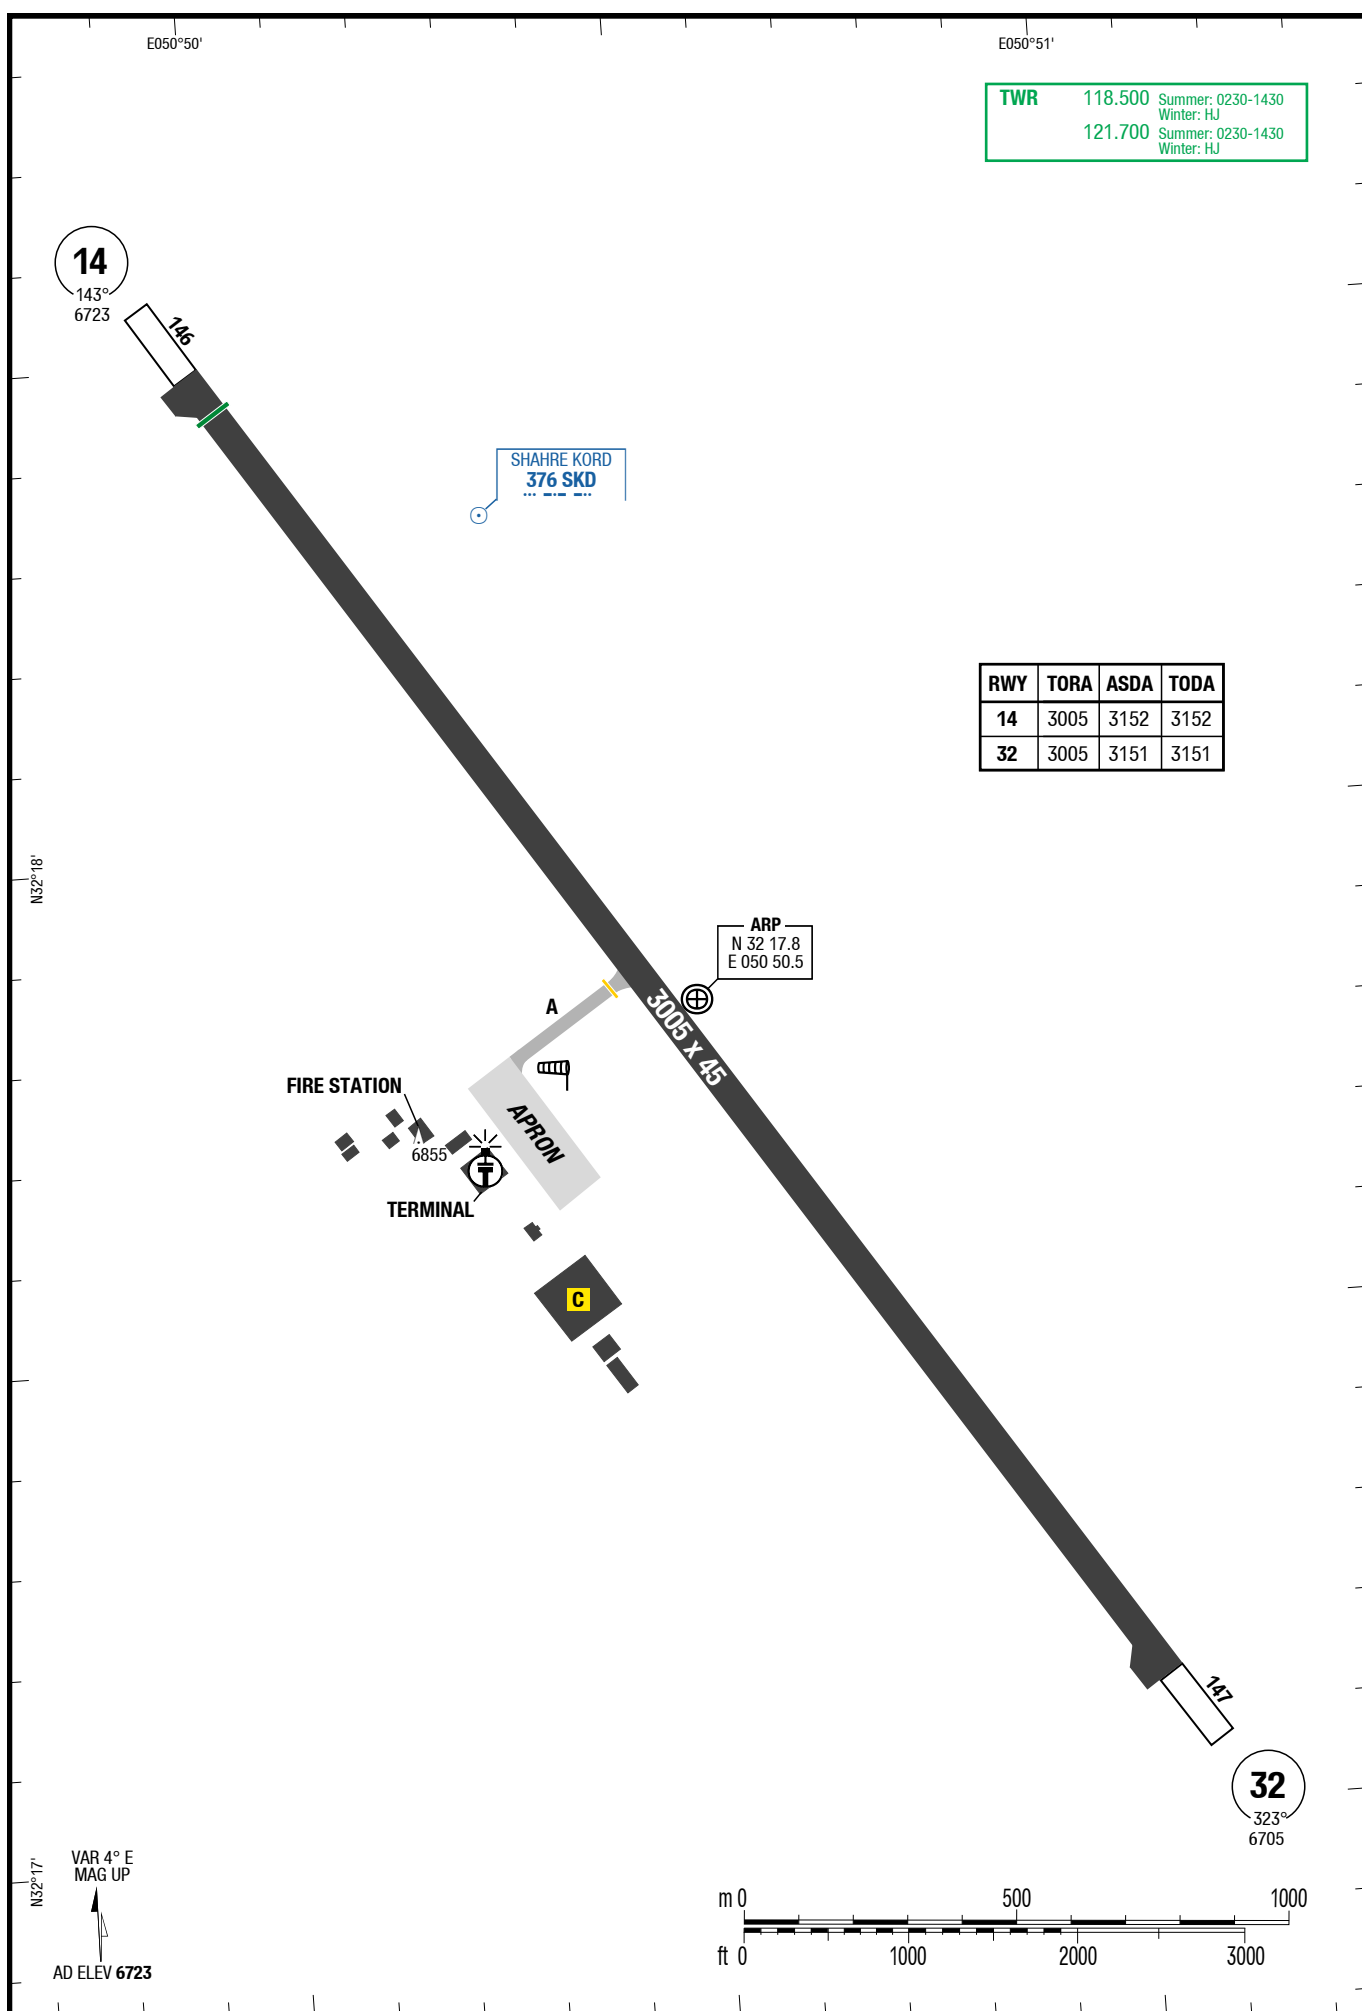 E050°50'
E050°51'
TWR 118.500 Summer: 0230-1430
Winter: HJ
121.700 Summer: 0230-1430
Winter: HJ
14
143°
6723
146
SHAHRE KORD
376 SKD
RWY TORA ASDA TODA
14 3005 3152 3152
32 3005 3151 3151
N32°18'
ARP
N 32 17.8
E 050 50.5
A
3005 x 45
FIRE STATION
APRON
6855
TERMINAL
C
147
32
323°
6705
N32°17'
VAR 4° E
MAG UP
AD ELEV 6723
m 0 500 1000
ft 0 1000 2000 3000